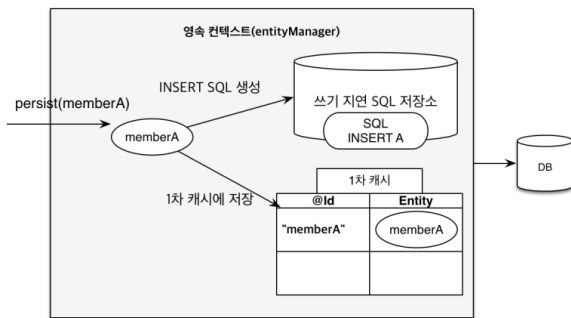 영속 컨텍스트(entityManager)
INSERT SQL 생성
persist(memberA)
memberA
쓰기 지연 SQL 저장소
SQL
INSERT A
DB
1차 캐시에 저장
1차 캐시
@Id Entity
"memberA" memberA